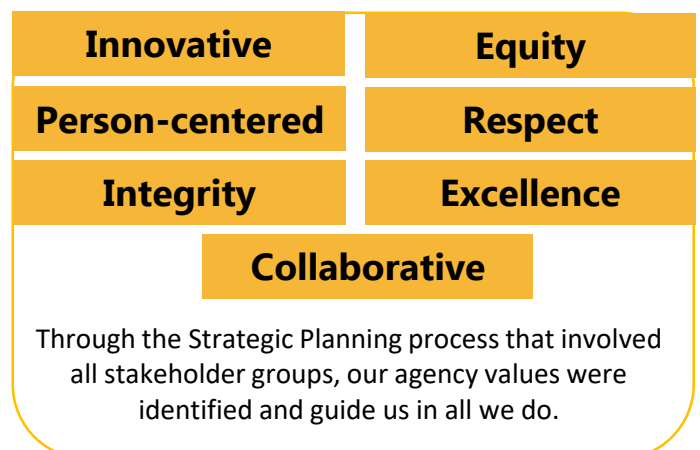 Innovative
Equity
Person-centered
Respect
Integrity
Excellence
Collaborative
Through the Strategic Planning process that involved
all stakeholder groups, our agency values were
identified and guide us in all we do.